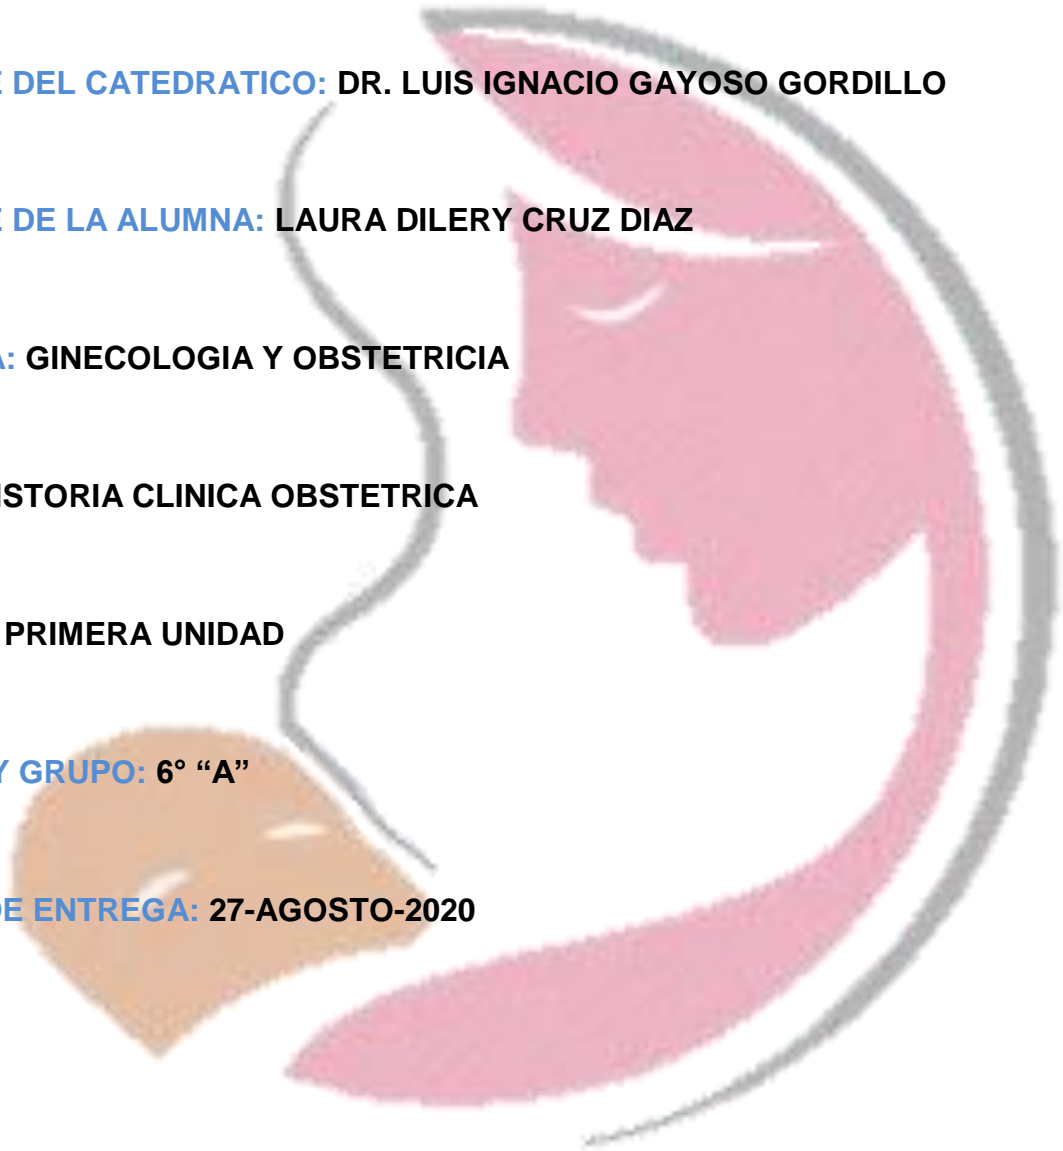 E DEL CATEDRATICO: DR. LUIS IGNACIO GAYOSO GORDILLO
E DE LA ALUMNA: LAURA DILERY CRUZ DIAZ
A: GINECOLOGIA Y OBSTETRICIA
ISTORIA CLINICA OBSTETRICA
PRIMERA UNIDAD
Y GRUPO: 6° “A”
DE ENTREGA: 27-AGOSTO-2020